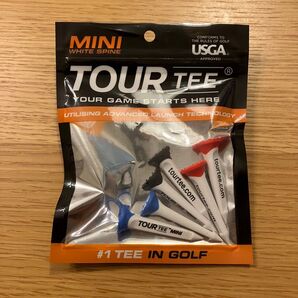 MINI
WHITE SPINE
CONFORMS TO
THE RULES OF GOLF
USGA
APPROVED
TOUR TEE®
YOUR GAME STARTS HERE
UTILISING ADVANCED LAUNCH TECHNOLOGY
tourtee.com
tourtee.com
TOUR TEE MINI
#1 TEE IN GOLF